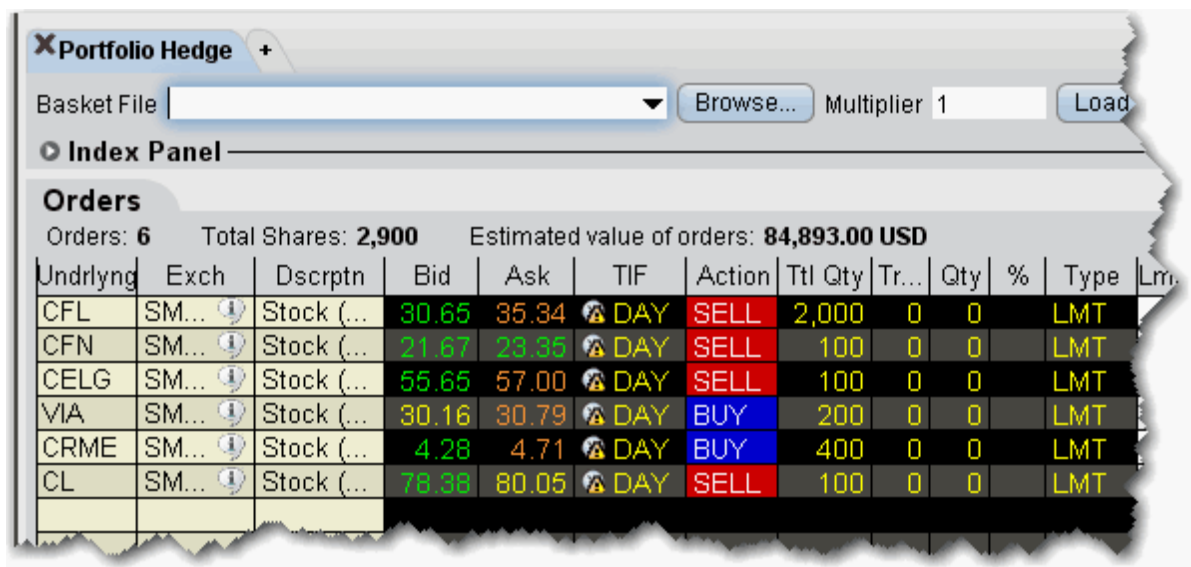 Portfolio Hedge +
Basket File Browse... Multiplier 1 Load
Index Panel
Orders
Orders: 6 Total Shares: 2,900 Estimated value of orders: 84,893.00 USD
Undrlyng Exch Dscrptn Bid Ask TIF Action Ttl Qty Tr... Qty % Type Lm
CFL SM... Stock (... 30.65 35.34 DAY SELL 2,000 0 0 LMT
CFN SM... Stock (... 21.67 23.35 DAY SELL 100 0 0 LMT
CELG SM... Stock (... 55.65 57.00 DAY SELL 100 0 0 LMT
VIA SM... Stock (... 30.16 30.79 DAY BUY 200 0 0 LMT
CRME SM... Stock (... 4.28 4.71 DAY BUY 400 0 0 LMT
CL SM... Stock (... 78.38 80.05 DAY SELL 100 0 0 LMT